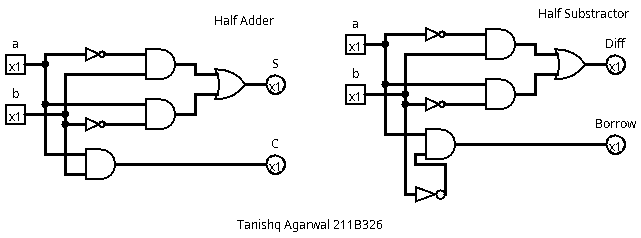 Half Adder
a
x1
b
x1
S
x1
C
x1
Half Substractor
a
x1
b
x1
Diff
x1
Borrow
x1
Tanishq Agarwal 211B326